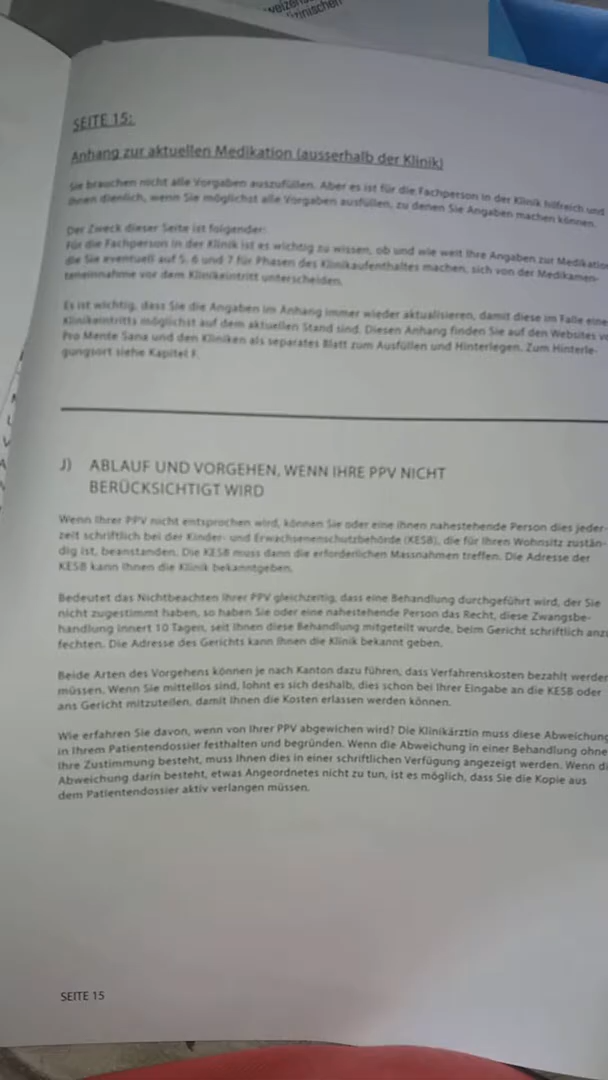 weizer
izinischen
SEITE 15:
Anhang zur aktuellen Medikation (ausserhalb der Klinik)
Sie brauchen nicht alle Vorgaben auszufüllen. Aber es ist für die Fachperson in der Klinik hilfreich und
Ihnen dienlich, wenn Sie möglichst alle Vorgaben ausfüllen, zu denen Sie Angaben machen können.
Der Zweck dieser Seite ist folgender:
Für die Fachperson in der Klinik ist es wichtig zu wissen, ob und wie weit Ihre Angaben zur Medikation
die Sie eventuell auf S. 6 und 7 für Phasen des Klinikaufenthaltes machen, sich von der Medikamen-
teneinnahme vor dem Klinikeintritt unterscheiden.
Es ist wichtig, dass Sie die Angaben im Anhang immer wieder aktualisieren, damit diese im Falle eine
Klinikeintritts möglichst auf dem aktuellen Stand sind. Diesen Anhang finden Sie auf den Websites v
Pro Mente Sana und den Kliniken als separates Blatt zum Ausfüllen und Hinterlegen. Zum Hinterle-
gungsort siehe Kapitel F.
J) ABLAUF UND VORGEHEN, WENN IHRE PPV NICHT
BERÜCKSICHTIGT WIRD
Wenn Ihrer PPV nicht entsprochen wird, können Sie oder eine Ihnen nahestehende Person dies jeder-
zeit schriftlich bei der Kinder- und Erwachsenenschutzbehörde (KESB), die für Ihren Wohnsitz zustän-
dig ist, beanstanden. Die KESB muss dann die erforderlichen Massnahmen treffen. Die Adresse der
KESB kann Ihnen die Klinik bekanntgeben.
Bedeutet das Nichtbeachten Ihrer PPV gleichzeitig, dass eine Behandlung durchgeführt wird, der Sie
nicht zugestimmt haben, so haben Sie oder eine nahestehende Person das Recht, diese Zwangsbe-
handlung innert 10 Tagen, seit Ihnen diese Behandlung mitgeteilt wurde, beim Gericht schriftlich anzu
fechten. Die Adresse des Gerichts kann Ihnen die Klinik bekannt geben.
Beide Arten des Vorgehens können je nach Kanton dazu führen, dass Verfahrenskosten bezahlt werden
müssen. Wenn Sie mittellos sind, lohnt es sich deshalb, dies schon bei Ihrer Eingabe an die KESB oder
ans Gericht mitzuteilen, damit Ihnen die Kosten erlassen werden können.
Wie erfahren Sie davon, wenn von Ihrer PPV abgewichen wird? Die Klinikärztin muss diese Abweichung
in Ihrem Patientendossier festhalten und begründen. Wenn die Abweichung in einer Behandlung ohne
Ihre Zustimmung besteht, muss Ihnen dies in einer schriftlichen Verfügung angezeigt werden. Wenn di
Abweichung darin besteht, etwas Angeordnetes nicht zu tun, ist es möglich, dass Sie die Kopie aus
dem Patientendossier aktiv verlangen müssen.
SEITE 15